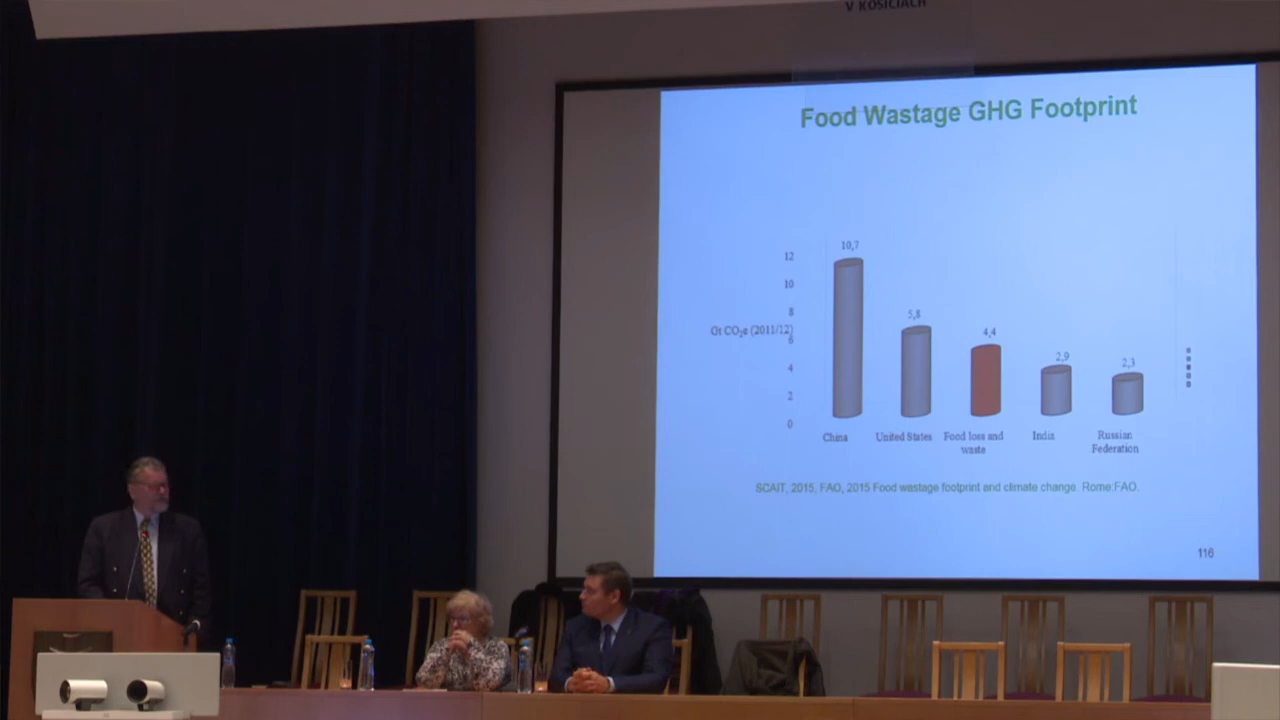 V KOŠICIACH
Food Wastage GHG Footprint
10,7
12
10
5,8
8
Gt CO₂e (2011/12)
4,4
6
2,9
2,3
4
2
0
China
United States
Food loss and
waste
India
Russian
Federation
SCAIT, 2015, FAO, 2015 Food wastage footprint and climate change. Rome:FAO.
116